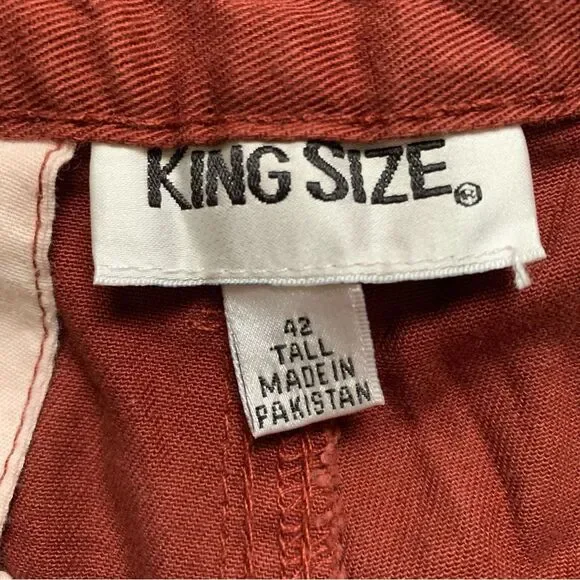 KING SIZE®
42
TALL
MADE IN
PAKISTAN